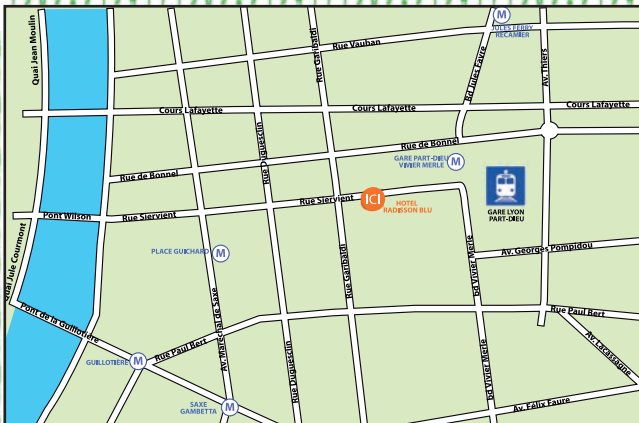 Quai Jean Moulin
JULES FERRY
RECAMIER
Rue Vauban
Rue Garibaldi
Bd Jules Favre
Av. Thiers
Cours Lafayette
Cours Lafayette
Cours Lafayette
Rue Duguesclin
Rue de Bonnel
GARE PART-DIEU
VIVIER MERLE
M
M
Rue de Bonnel
ICI
Rue Siervient
HOTEL
RADISSON BLU
GARE LYON
PART-DIEU
Pont Wilson
Rue Siervient
Quai Jule Courmont
PLACE GUICHARD
M
Rue Garibaldi
bd Vivier Merle
Av. Georges Pompidou
Pont de la Guillotière
Av. Maréchal de Saxe
Rue Paul Bert
Rue Paul Bert
GUILLOTIÈRE
M
Rue Duguesclin
bd Vivier Merle
Av. Lacassagne
SAXE
GAMBETTA
M
Av. Félix Faure